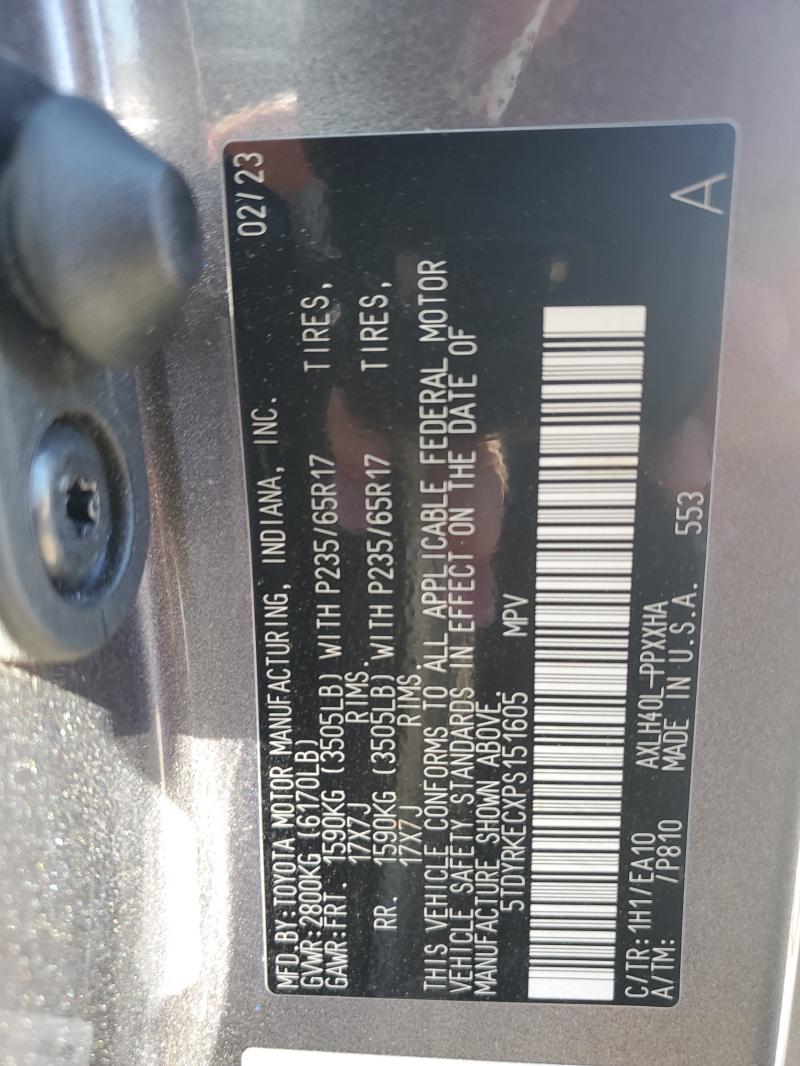 MFD.BY:TOYOTA MOTOR MANUFACTURING, INDIANA, INC. 02/23
GVWR:2800KG (6170LB)
GAWR:FRT. 1590KG (3505LB) WITH P235/65R17 TIRES,
17X7J RIMS.
RR. 1590KG (3505LB) WITH P235/65R17 TIRES,
17X7J RIMS.
THIS VEHICLE CONFORMS TO ALL APPLICABLE FEDERAL MOTOR
VEHICLE SAFETY STANDARDS IN EFFECT ON THE DATE OF
MANUFACTURE SHOWN ABOVE.
5TDYRKECXPS151605 MPV
C/TR: 1H1/EA10 AXLH40L-PPXXHA
A/TM: /P810 MADE IN U.S.A. 553 A